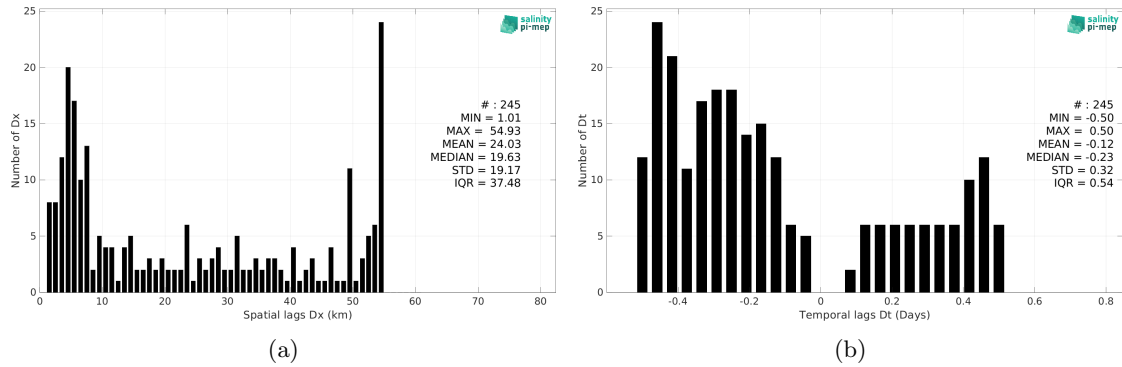 25
20
15
10
5
0
Number of Dx
salinity
pi-mep
# : 245
MIN = 1.01
MAX = 54.93
MEAN = 24.03
MEDIAN = 19.63
STD = 19.17
IQR = 37.48
0 10 20 30 40 50 60 70 80
Spatial lags Dx (km)
(a)
25
20
15
10
5
0
Number of Dt
salinity
pi-mep
# : 245
MIN = -0.50
MAX = 0.50
MEAN = -0.12
MEDIAN = -0.23
STD = 0.32
IQR = 0.54
-0.4 -0.2 0 0.2 0.4 0.6 0.8
Temporal lags Dt (Days)
(b)